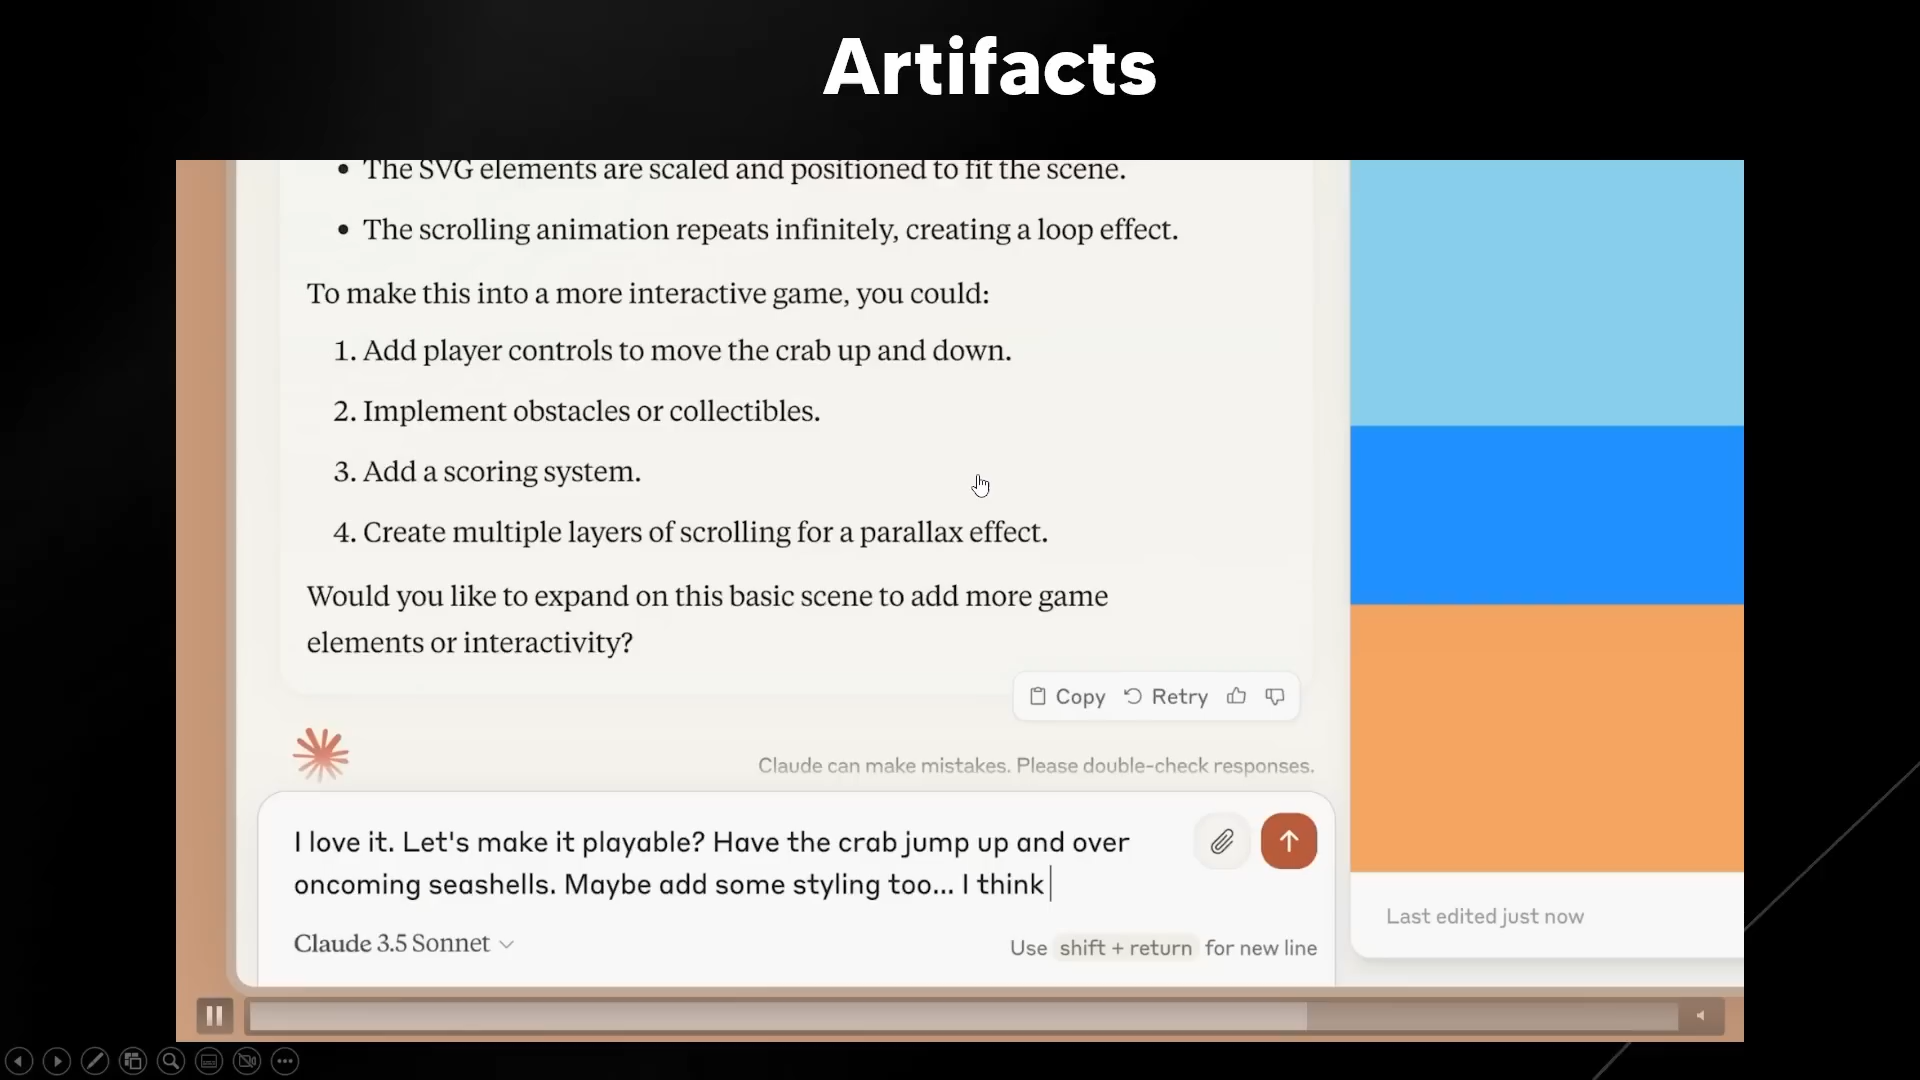 Artifacts
• The SVG elements are scaled and positioned to fit the scene.
• The scrolling animation repeats infinitely, creating a loop effect.
To make this into a more interactive game, you could:
1. Add player controls to move the crab up and down.
2. Implement obstacles or collectibles.
3. Add a scoring system.
4. Create multiple layers of scrolling for a parallax effect.
Would you like to expand on this basic scene to add more game
elements or interactivity?
Copy Retry
Claude can make mistakes. Please double-check responses.
I love it. Let's make it playable? Have the crab jump up and over
oncoming seashells. Maybe add some styling too... I think
Claude 3.5 Sonnet
Use shift + return for new line
Last edited just now